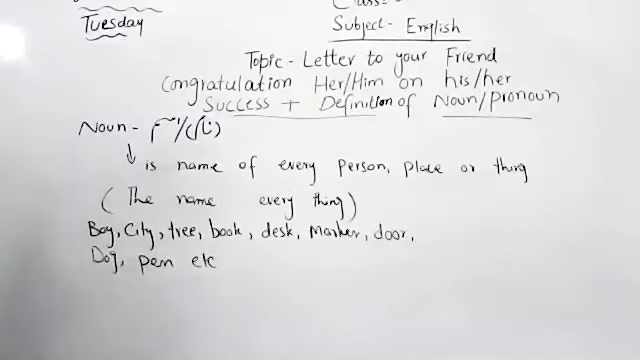 Tuesday
Subject- English
Topic- Letter to your Friend
Congratulation Her/Him on his/her
Success + Definition of Noun/pronoun
Noun -
is name of every person, place or thing
(The name every thing)
Boy, City, tree, book, desk, marker, door,
Dog, pen etc